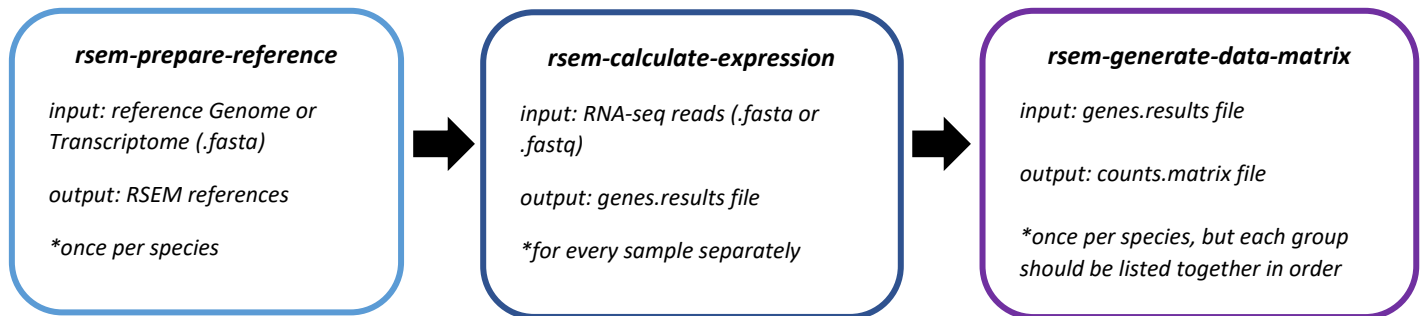 rsem-prepare-reference
input: reference Genome or
Transcriptome (.fasta)
output: RSEM references
*once per species
rsem-calculate-expression
input: RNA-seq reads (.fasta or
.fastq)
output: genes.results file
*for every sample separately
rsem-generate-data-matrix
input: genes.results file
output: counts.matrix file
*once per species, but each group
should be listed together in order